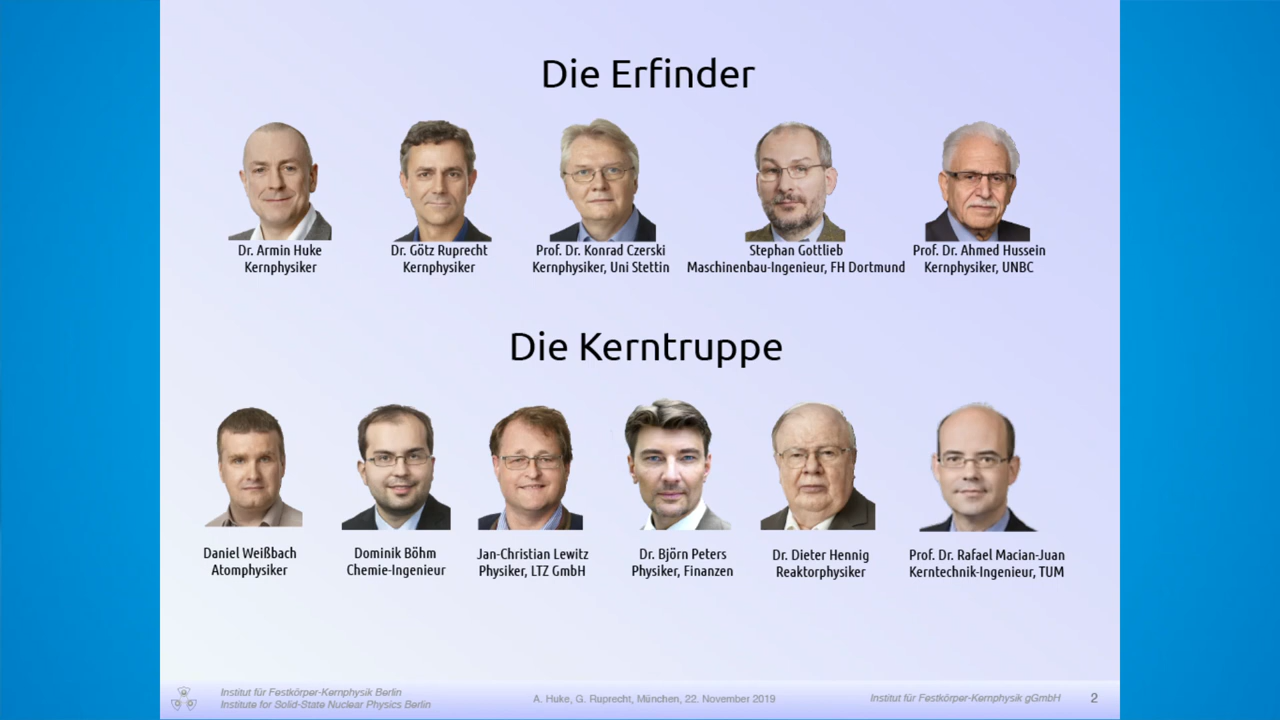 Die Erfinder
Dr. Armin Huke
Kernphysiker
Dr. Götz Ruprecht
Kernphysiker
Prof. Dr. Konrad Czerski
Kernphysiker, Uni Stettin
Stephan Gottlieb
Maschinenbau-Ingenieur, FH Dortmund
Prof. Dr. Ahmed Hussein
Kernphysiker, UNBC
Die Kerntruppe
Daniel Weißbach
Atomphysiker
Dominik Böhm
Chemie-Ingenieur
Jan-Christian Lewitz
Physiker, LTZ GmbH
Dr. Björn Peters
Physiker, Finanzen
Dr. Dieter Hennig
Reaktorphysiker
Prof. Dr. Rafael Macian-Juan
Kerntechnik-Ingenieur, TUM
Institut für Festkörper-Kernphysik Berlin
Institute for Solid-State Nuclear Physics Berlin
A. Huke, G. Ruprecht, München, 22. November 2019
Institut für Festkörper-Kernphysik gGmbH
2